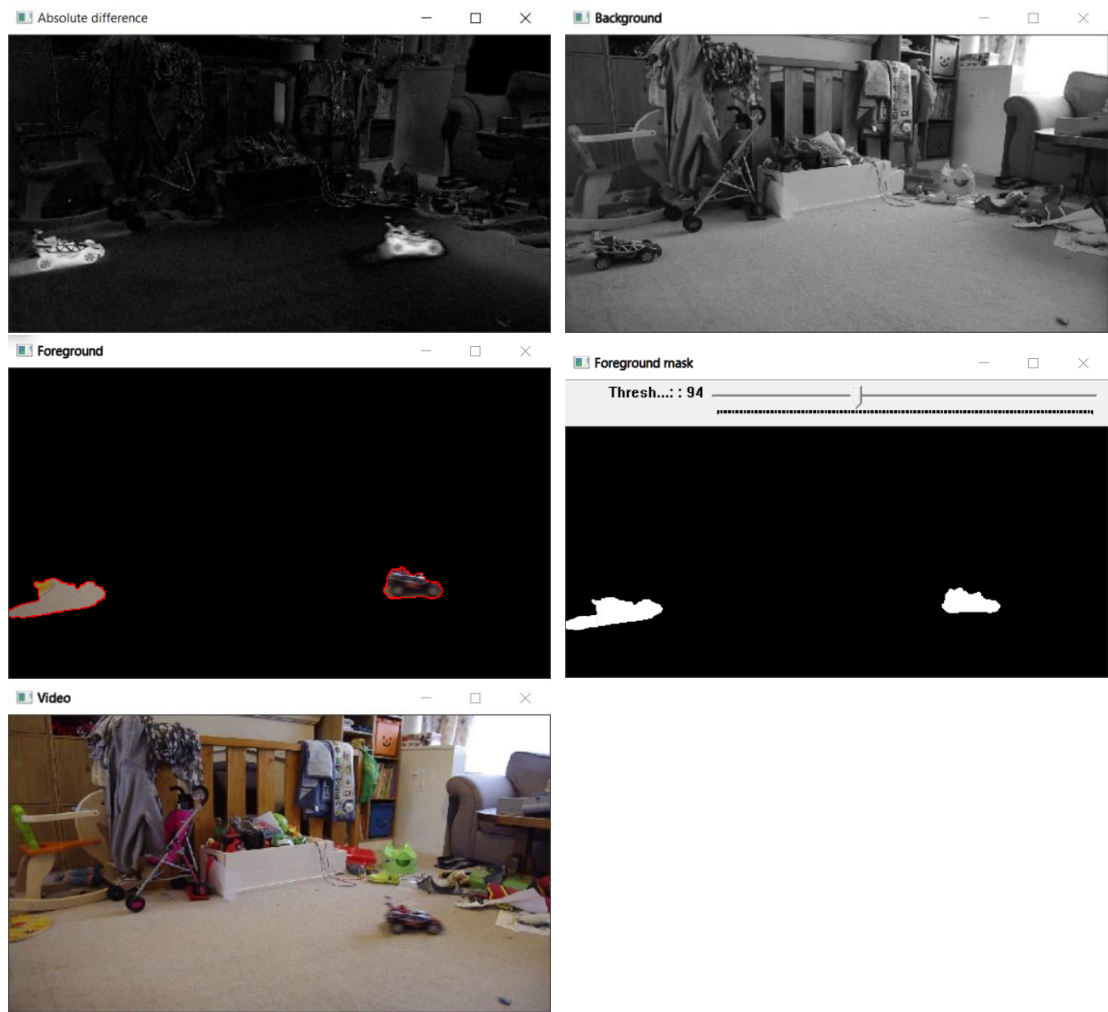 Absolute difference
Background
Foreground
Foreground mask
Thresh...: : 94
Video